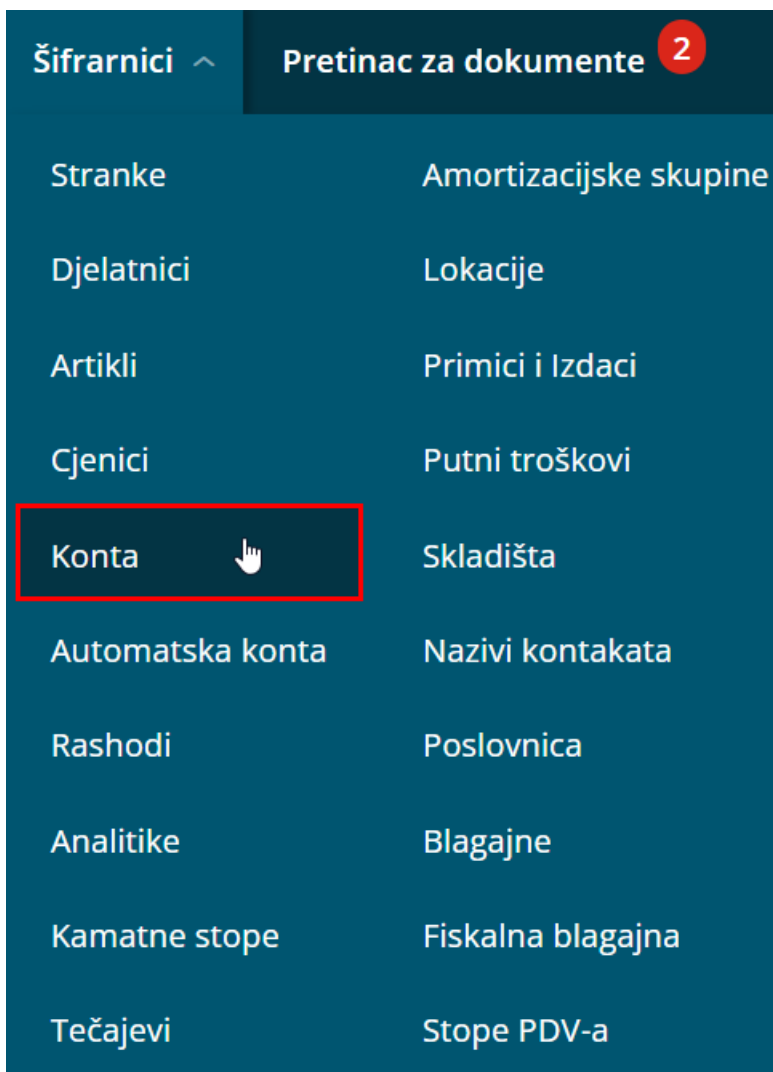 Šifrarnici Pretinac za dokumente 2
Stranke
Djelatnici
Artikli
Cjenici
Konta
Automatska konta
Rashodi
Analitike
Kamatne stope
Tečajevi
Amortizacijske skupine
Lokacije
Primici i Izdaci
Putni troškovi
Skladišta
Nazivi kontakata
Poslovnica
Blagajne
Fiskalna blagajna
Stope PDV-a